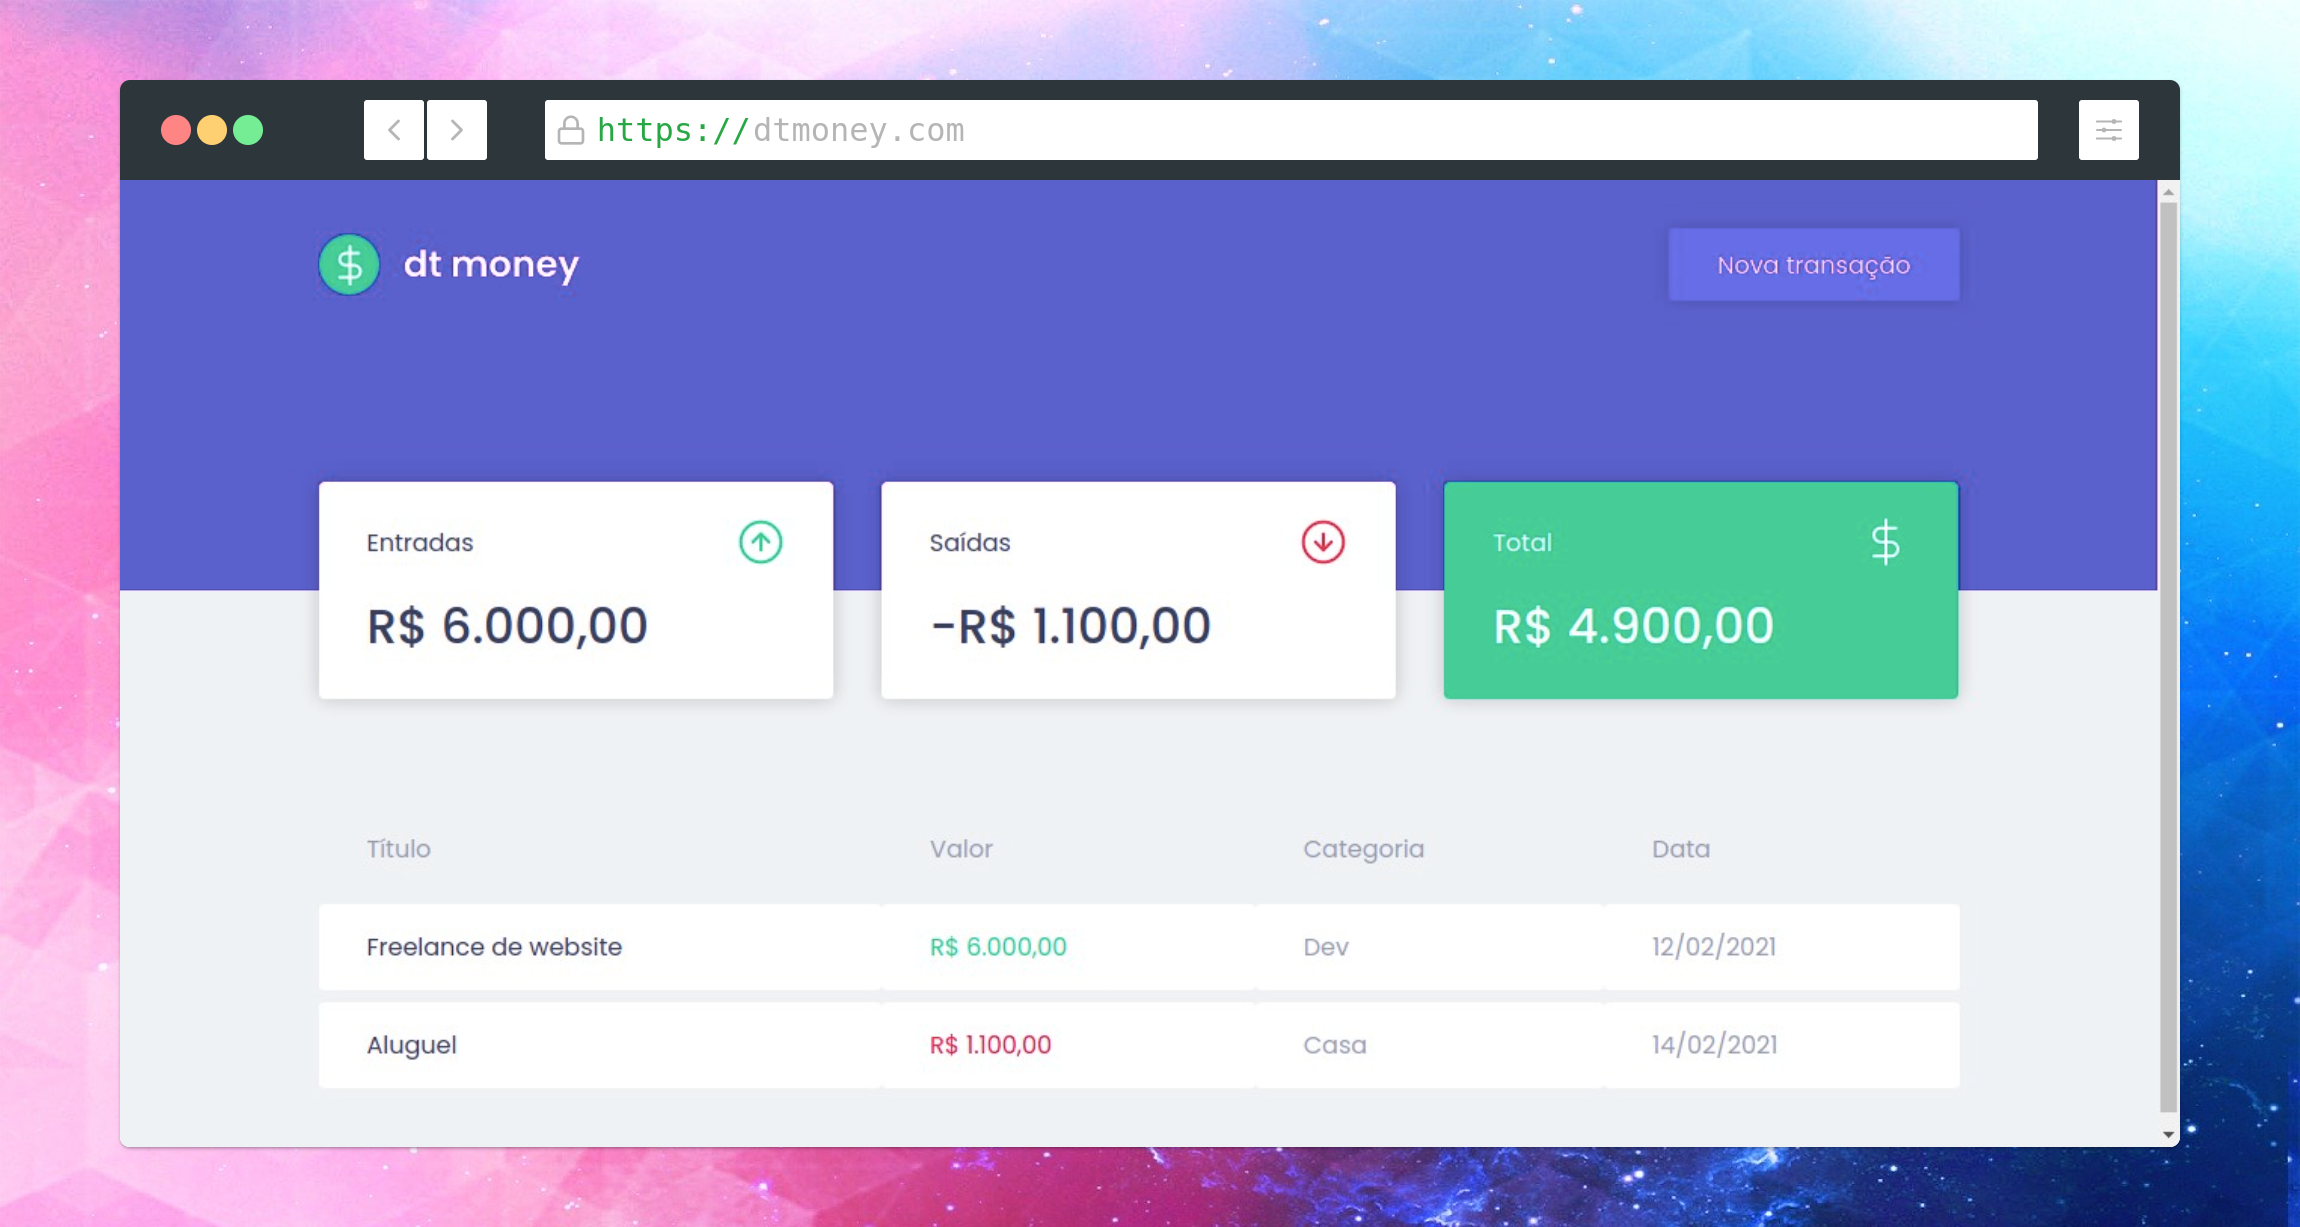 https://dtmoney.com
dt money
Nova transação
Entradas
R$ 6.000,00
Saídas
-R$ 1.100,00
Total
R$ 4.900,00
Título Valor Categoria Data
Freelance de website R$ 6.000,00 Dev 12/02/2021
Aluguel R$ 1.100,00 Casa 14/02/2021